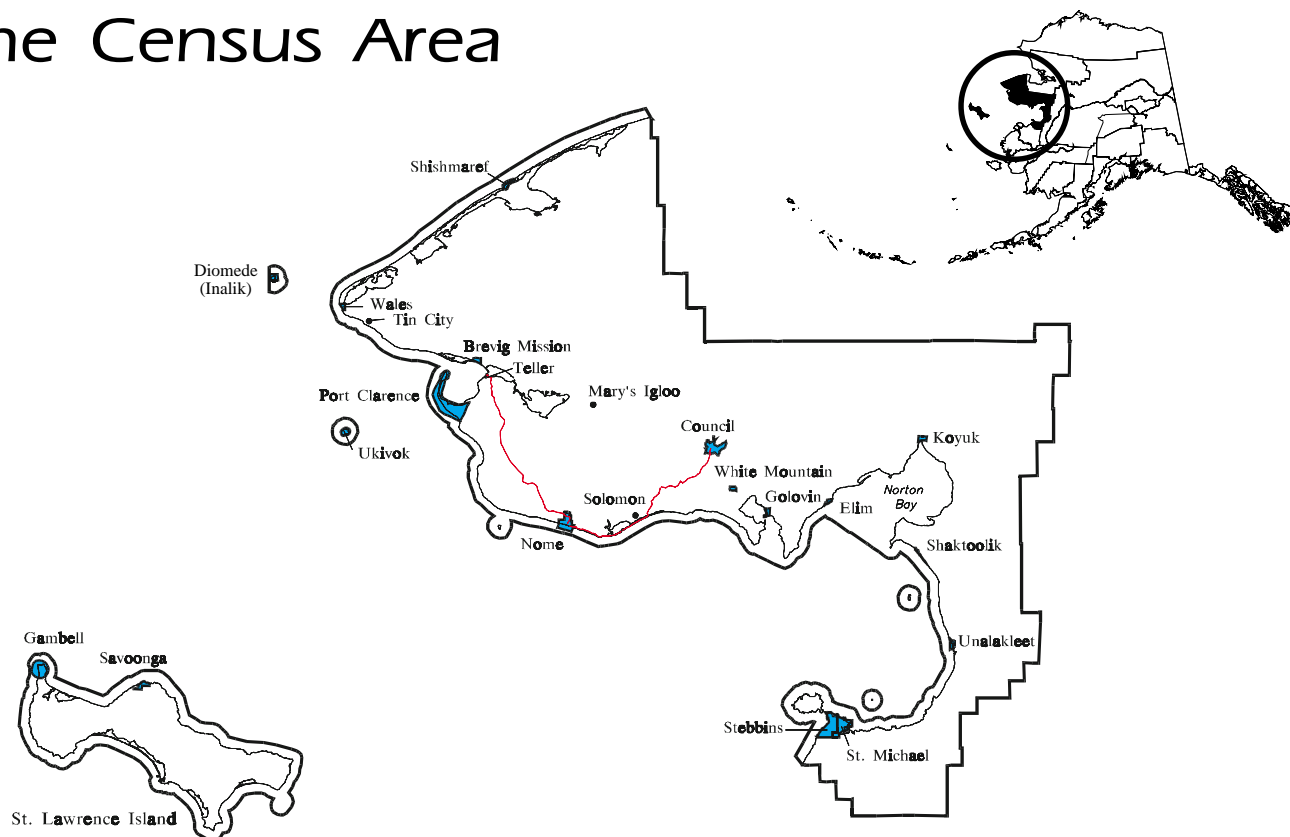 ne Census Area
Shishmaref
Diomede
(Inalik)
Wales
Tin City
Brevig Mission
Teller
Port Clarence
Mary's Igloo
Ukivok
Council
Koyuk
White Mountain
Golovin
Norton
Bay
Solomon
Elim
Nome
Shaktoolik
Gambell
Savoonga
Unalakleet
Stebbins
St. Michael
St. Lawrence Island